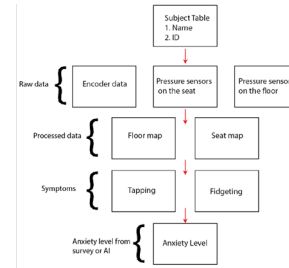 Subject Table
1. Name
2. ID
Raw data
Encoder data
Pressure sensors
on the seat
Pressure sensors
on the floor
Processed data
Floor map
Seat map
Symptoms
Tapping
Fidgeting
Anxiety level from
survey or AI
Anxiety Level